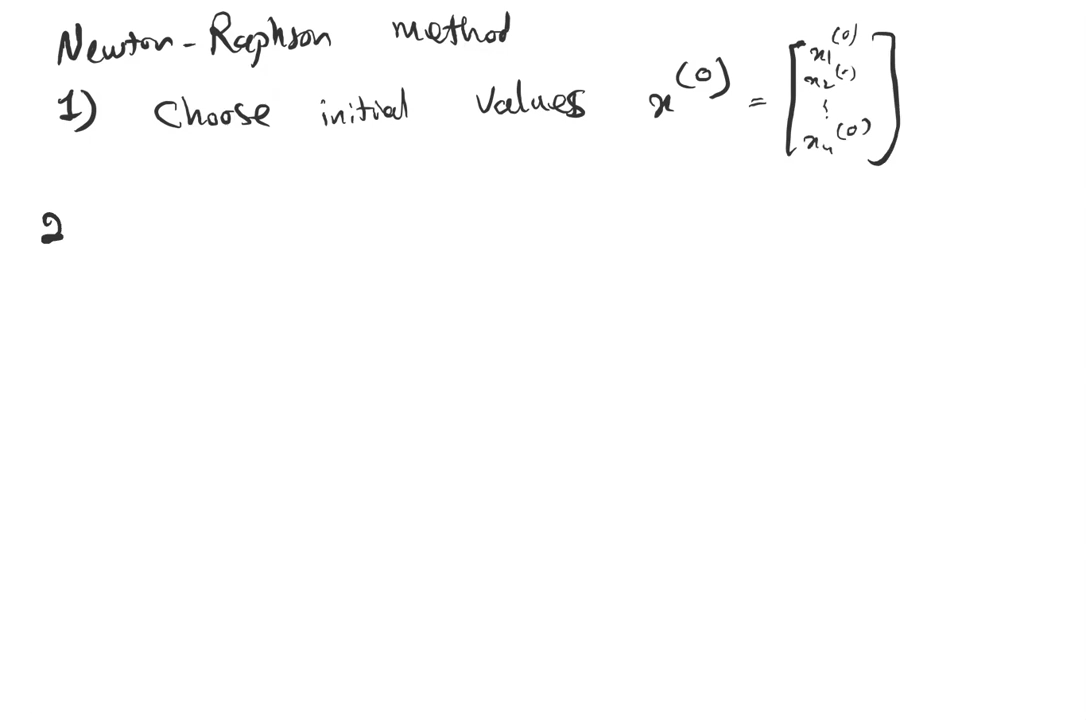 Newton-Raphson method
1) Choose initial values x^(0) = [x1^(0) x2^(0) ⋮ xn^(0)]
2